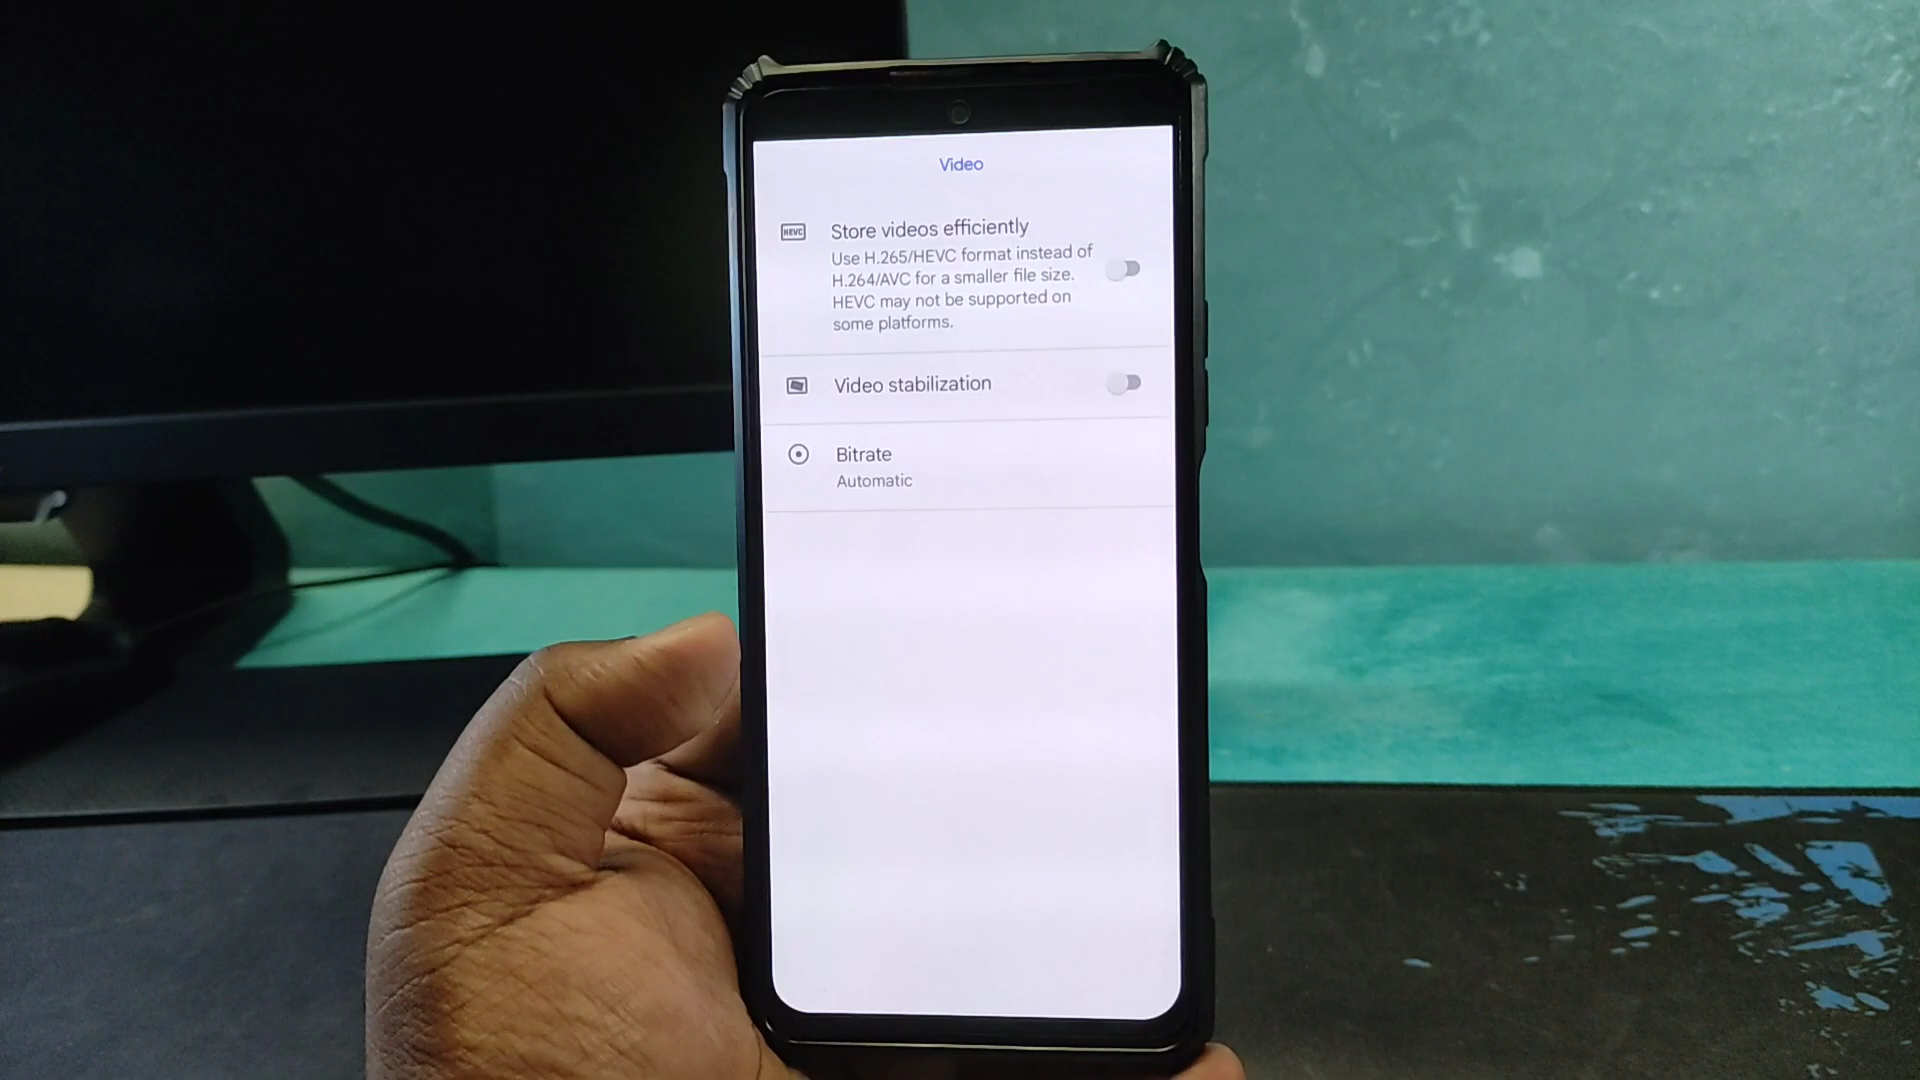 Video
HEVC
Store videos efficiently
Use H.265/HEVC format instead of
H.264/AVC for a smaller file size.
HEVC may not be supported on
some platforms.
Video stabilization
Bitrate
Automatic